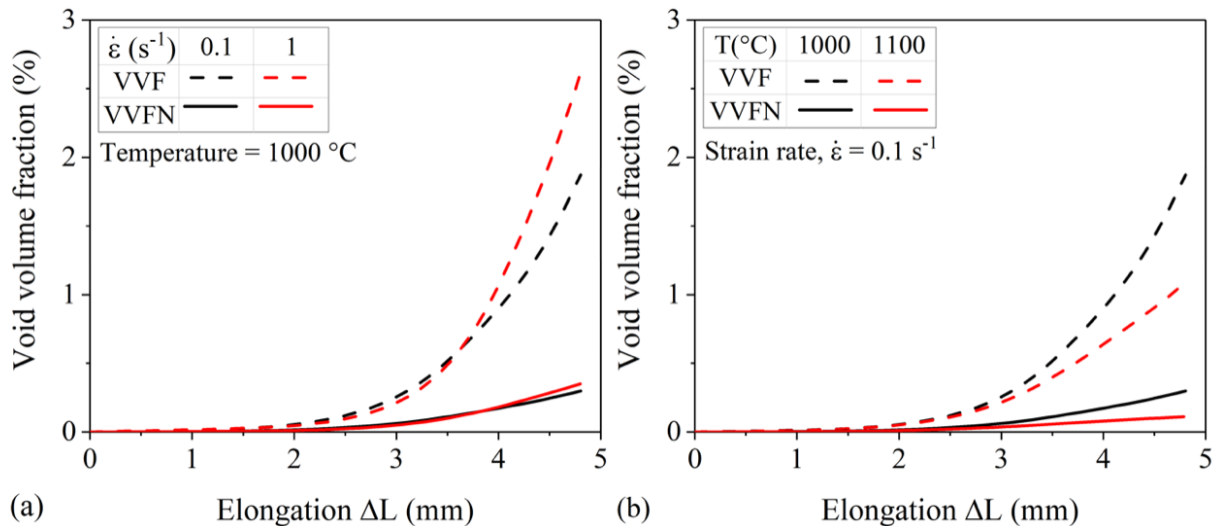 3
2
1
0
Void volume fraction (%)
ε̇ (s⁻¹) 0.1 1
VVF
VVFN
Temperature = 1000 °C
0 1 2 3 4 5
(a) Elongation ΔL (mm)
3
2
1
0
Void volume fraction (%)
T(°C) 1000 1100
VVF
VVFN
Strain rate, ε̇ = 0.1 s⁻¹
0 1 2 3 4 5
(b) Elongation ΔL (mm)